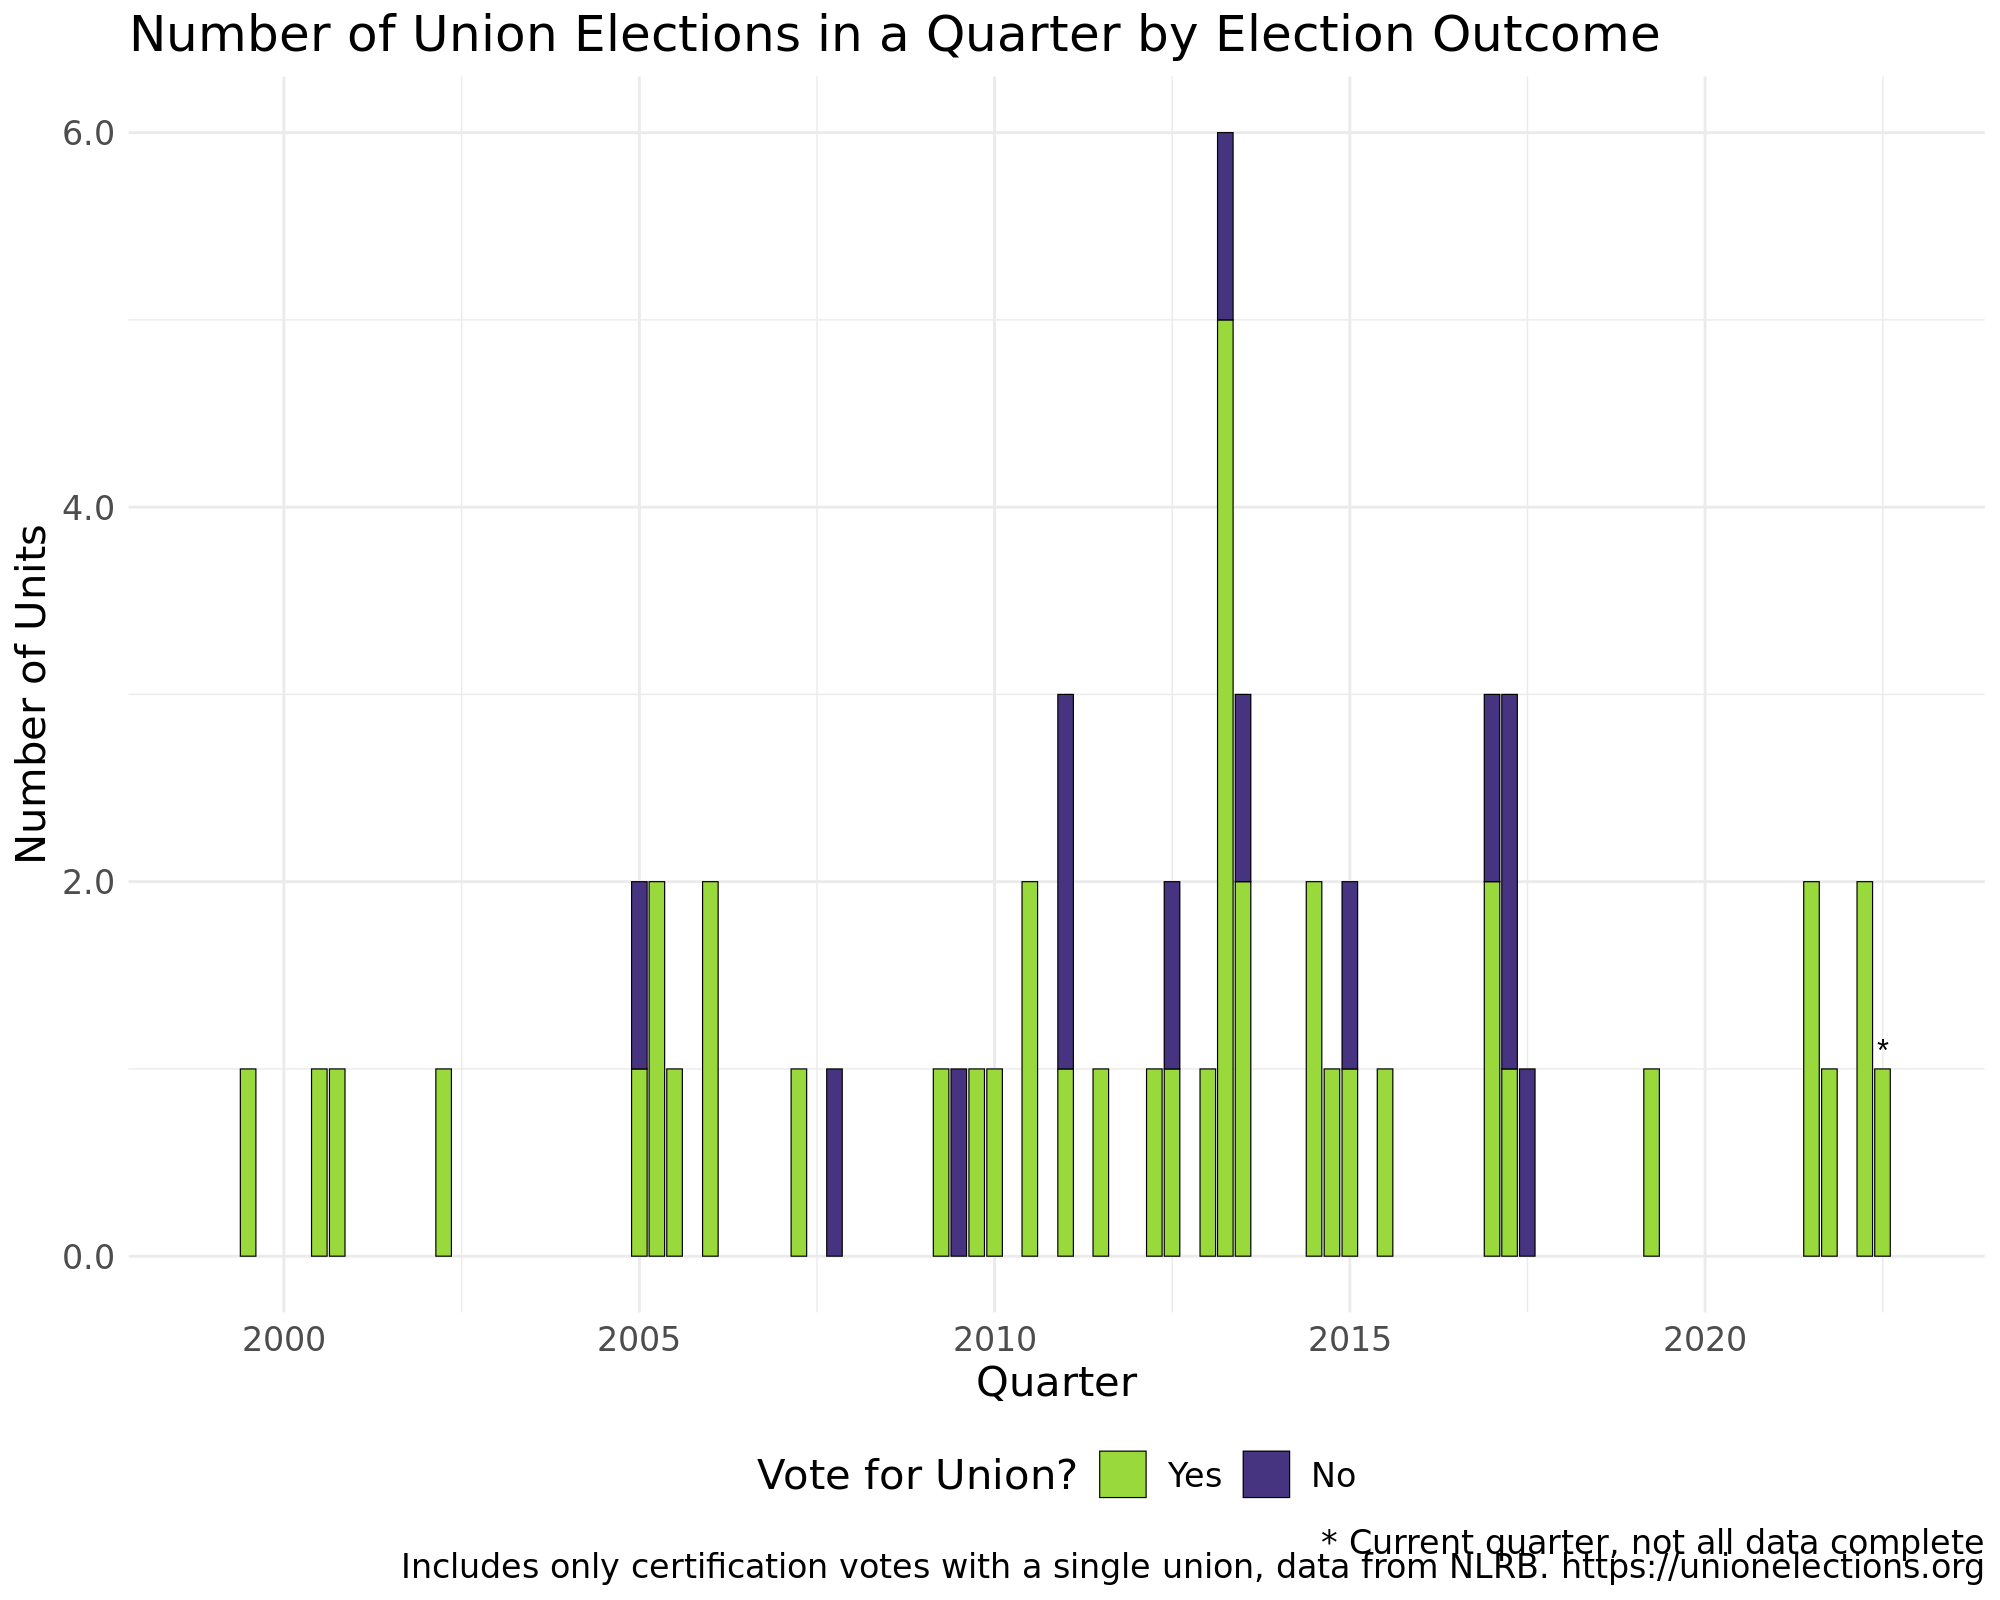 Number of Union Elections in a Quarter by Election Outcome
Number of Units
6.0
4.0
2.0
0.0
*
2000 2005 2010 2015 2020
Quarter
Vote for Union? Yes No
* Current quarter, not all data complete
Includes only certification votes with a single union, data from NLRB. https://unionelections.org